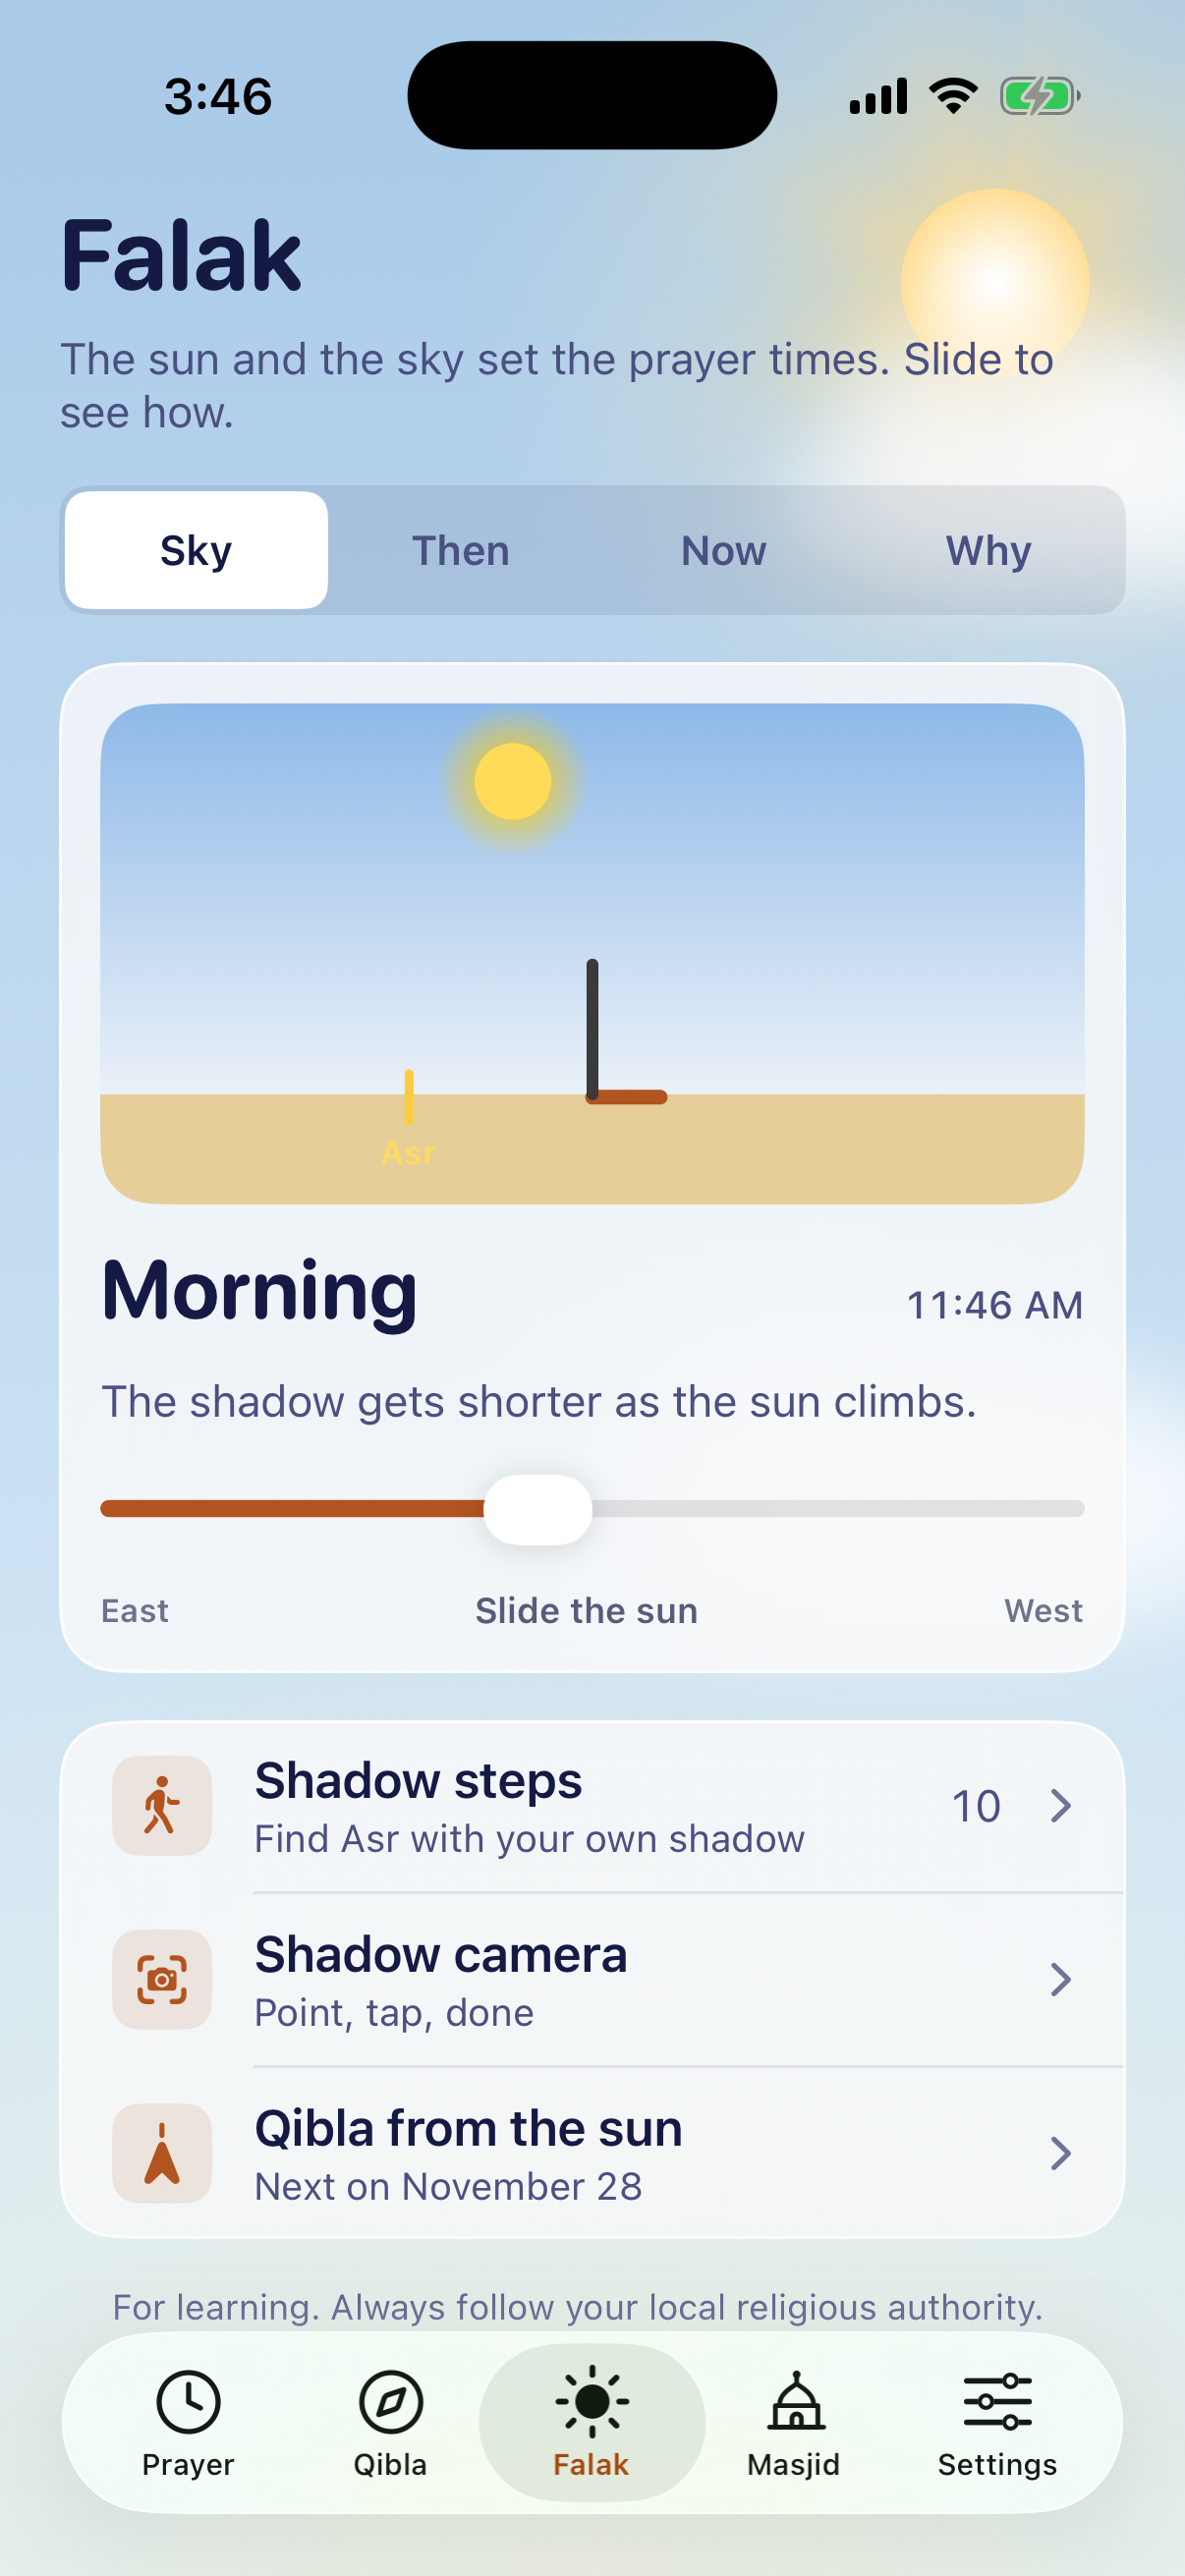 3:46
Falak
The sun and the sky set the prayer times. Slide to
see how.
Sky
Then
Now
Why
Asr
Morning
11:46 AM
The shadow gets shorter as the sun climbs.
East
Slide the sun
West
Shadow steps
Find Asr with your own shadow
10
Shadow camera
Point, tap, done
Qibla from the sun
Next on November 28
For learning. Always follow your local religious authority.
Prayer
Qibla
Falak
Masjid
Settings